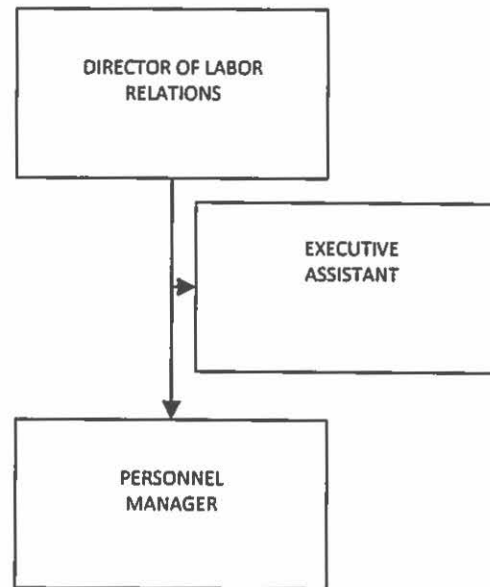 DIRECTOR OF LABOR
RELATIONS
EXECUTIVE
ASSISTANT
PERSONNEL
MANAGER